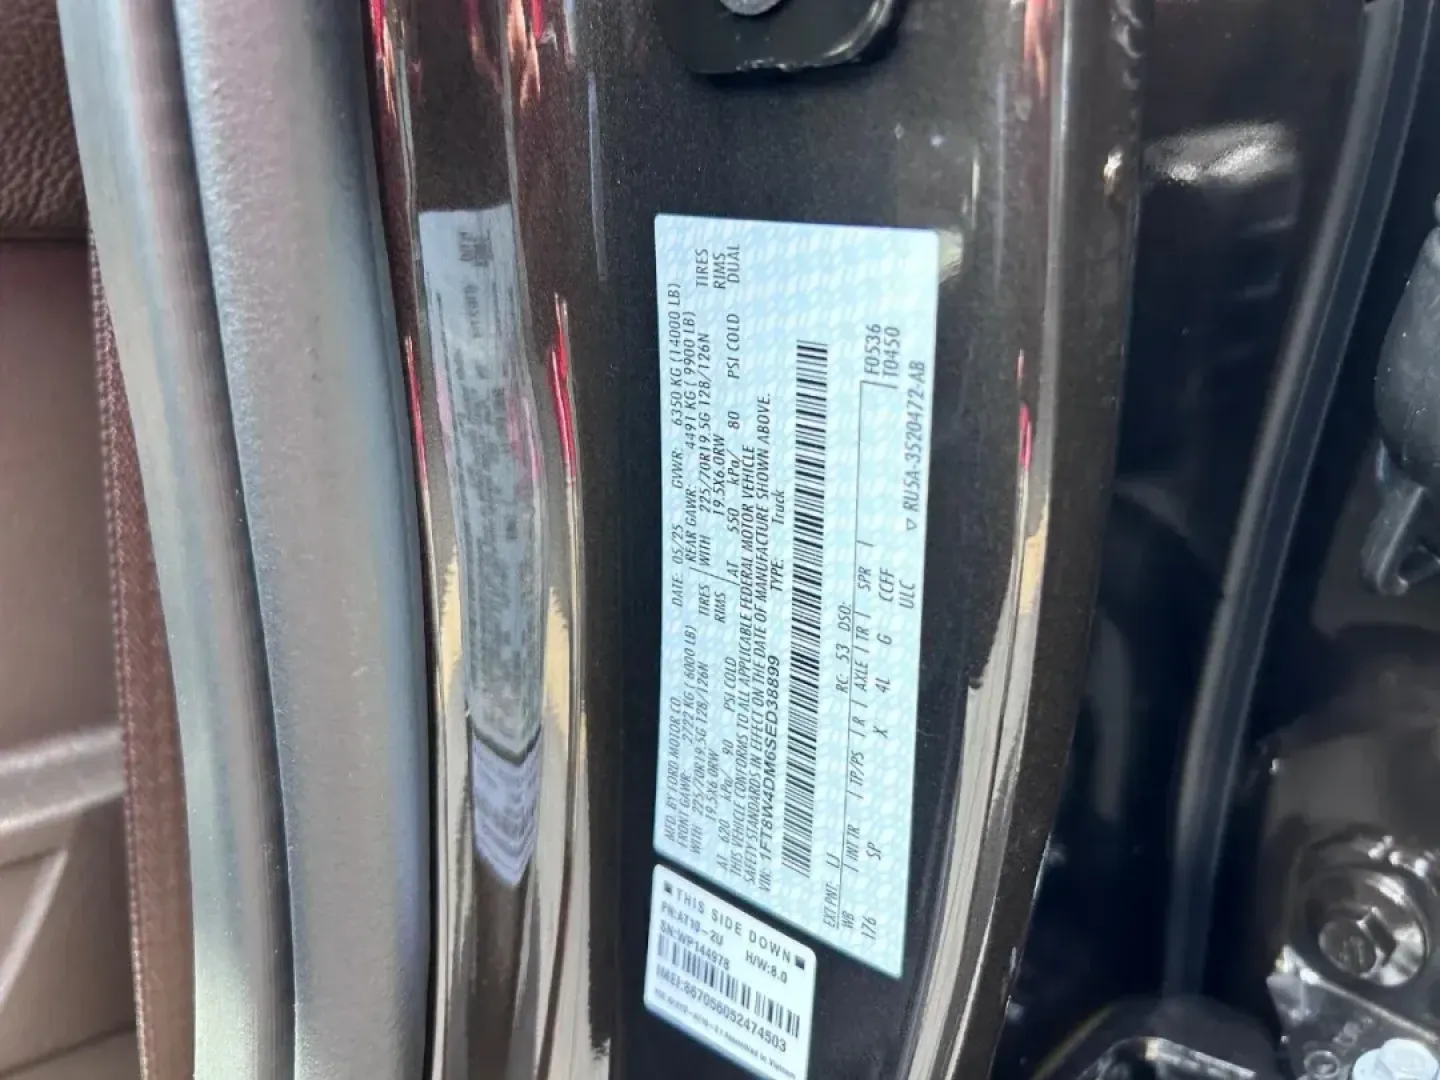 MFD. BY FORD MOTOR CO.
DATE: 05/25
GVWR: 6350 KG (14000 LB)
FRONT GAWR: 2722 KG ( 6000 LB)
REAR GAWR: 4491 KG ( 9900 LB)
WITH 225/70R19.5G 128/126N TIRES
WITH 225/70R19.5G 128/126N TIRES
19.5X6.0RW RIMS
19.5X6.0RW RIMS
AT 620 kPa/ 90 PSI COLD
AT 550 kPa/ 80 PSI COLD DUAL
THIS VEHICLE CONFORMS TO ALL APPLICABLE FEDERAL MOTOR VEHICLE
SAFETY STANDARDS IN EFFECT ON THE DATE OF MANUFACTURE SHOWN ABOVE.
VIN: 1FT8W4DM6SED38899
TYPE: Truck
EXT PNT: UJ RC: 53 DSO: F0536
WB INT TR TP/PS R AXLE TR SPR T0450
176 SP X 4L G CCFF
ULC
▽ RU5A-3520472-AB
■ THIS SIDE DOWN ■
PN:AT10-2U H/W:8.0
SN:WP144978
IMEI:867056052474503
Assembled in Vietnam